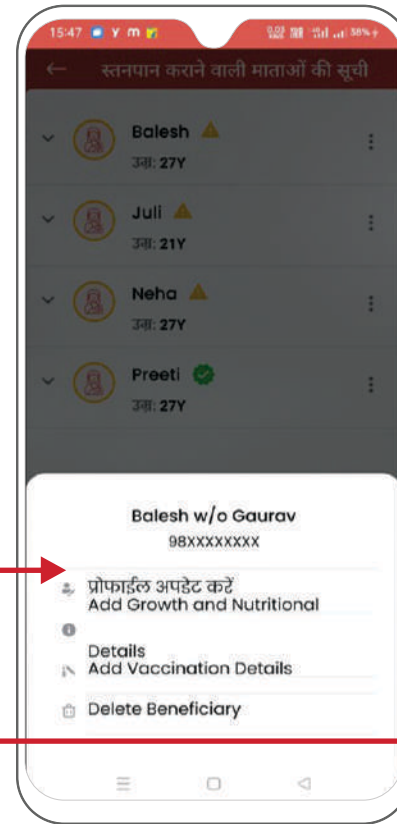 15:47
38%
स्तनपान कराने वाली माताओं की सूची
Balesh
उम्र: 27Y
Juli
उम्र: 21Y
Neha
उम्र: 27Y
Preeti
उम्र: 27Y
Balesh w/o Gaurav
98XXXXXXXX
प्रोफाईल अपडेट करें
Add Growth and Nutritional
Details
Add Vaccination Details
Delete Beneficiary